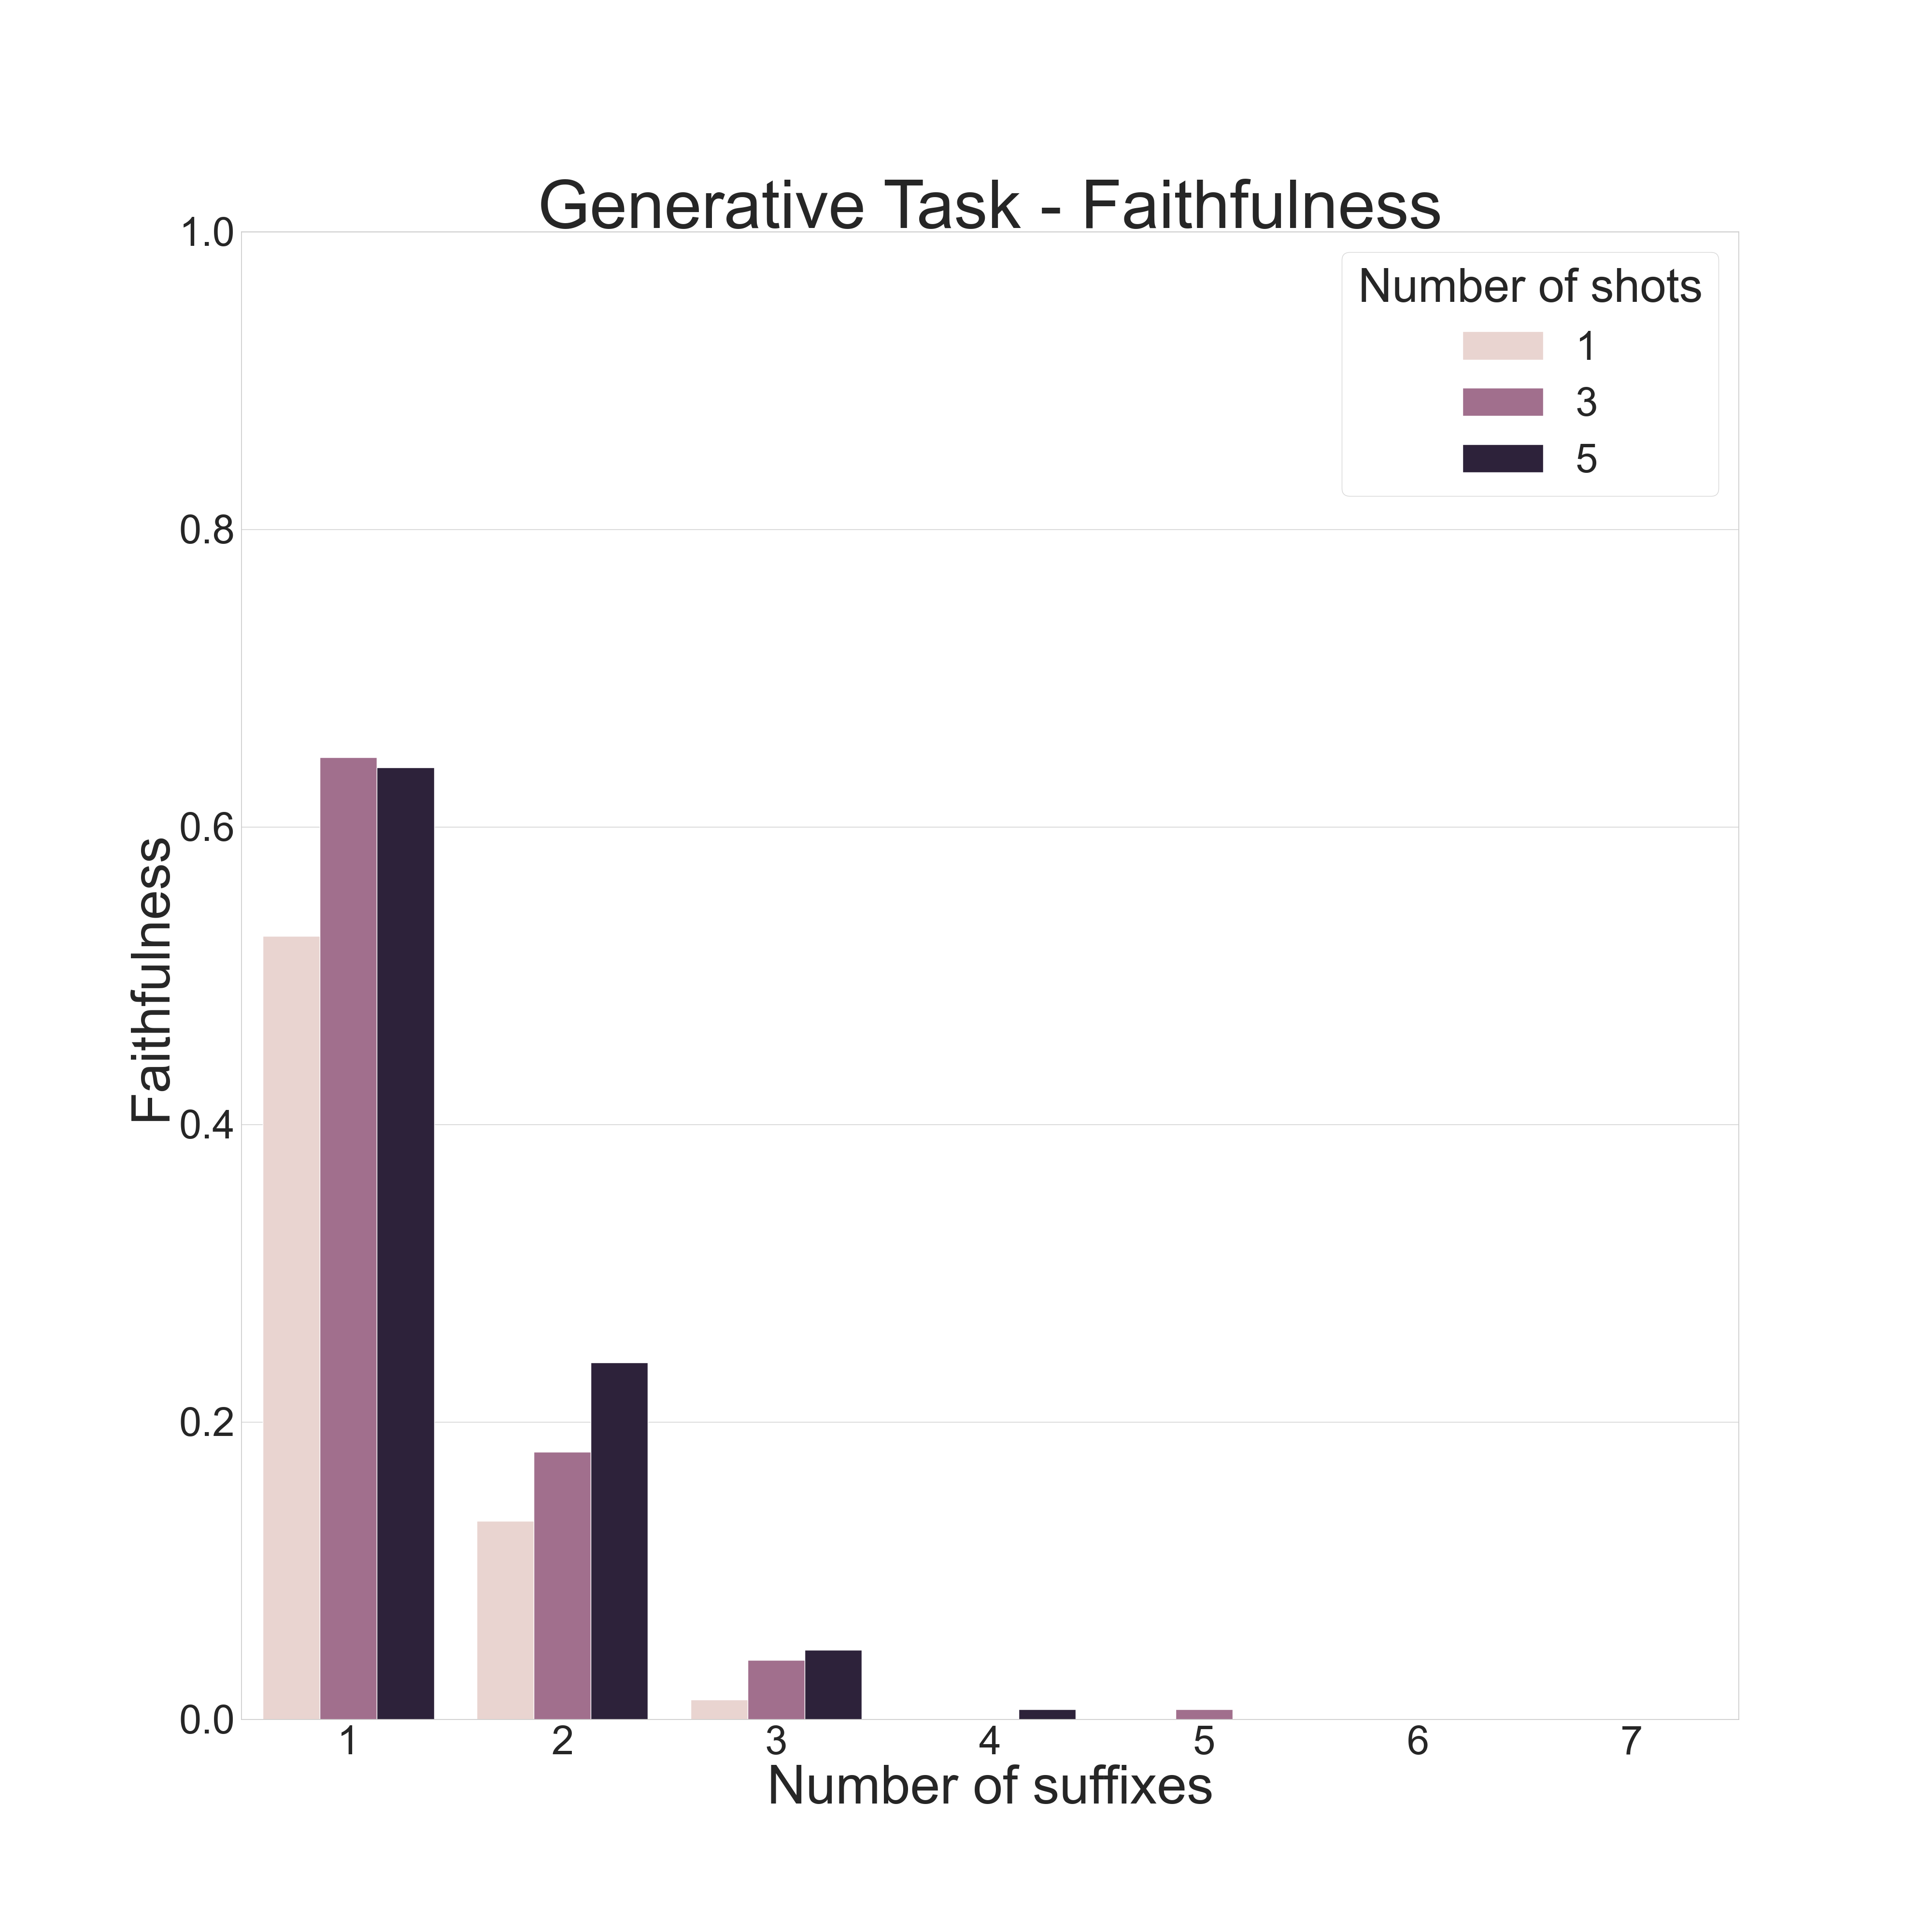 Generative Task - Faithfulness
Number of shots
1
3
5
Faithfulness
1.0
0.8
0.6
0.4
0.2
0.0
1 2 3 4 5 6 7
Number of suffixes